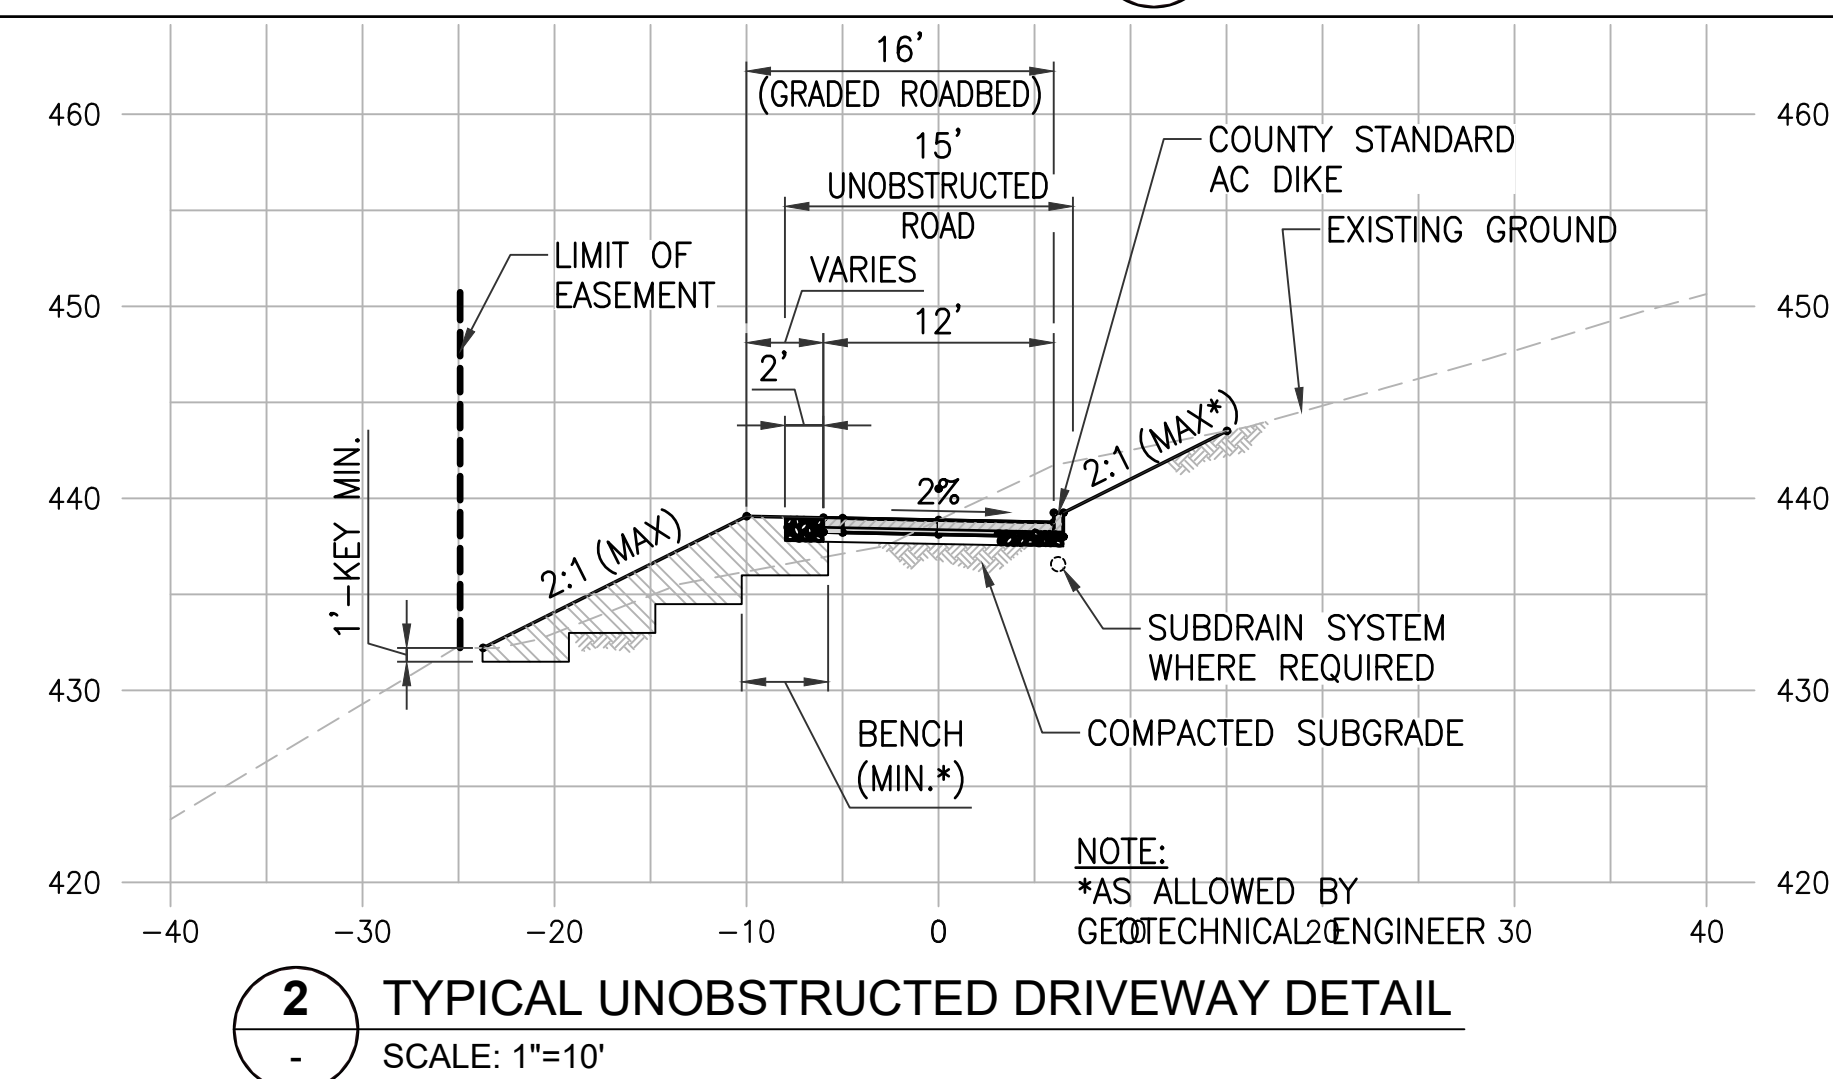 16'
(GRADED ROADBED)
15'
UNOBSTRUCTED
ROAD
VARIES
12'
2'
2%
COUNTY STANDARD
AC DIKE
EXISTING GROUND
LIMIT OF
EASEMENT
2:1 (MAX*)
2:1 (MAX)
1'-KEY MIN.
SUBDRAIN SYSTEM
WHERE REQUIRED
COMPACTED SUBGRADE
BENCH
(MIN.*)
NOTE:
*AS ALLOWED BY
GEOTECHNICAL ENGINEER
460
450
440
430
420
460
450
440
430
420
-40 -30 -20 -10 0 10 20 30 40
2
-
TYPICAL UNOBSTRUCTED DRIVEWAY DETAIL
SCALE: 1"=10'